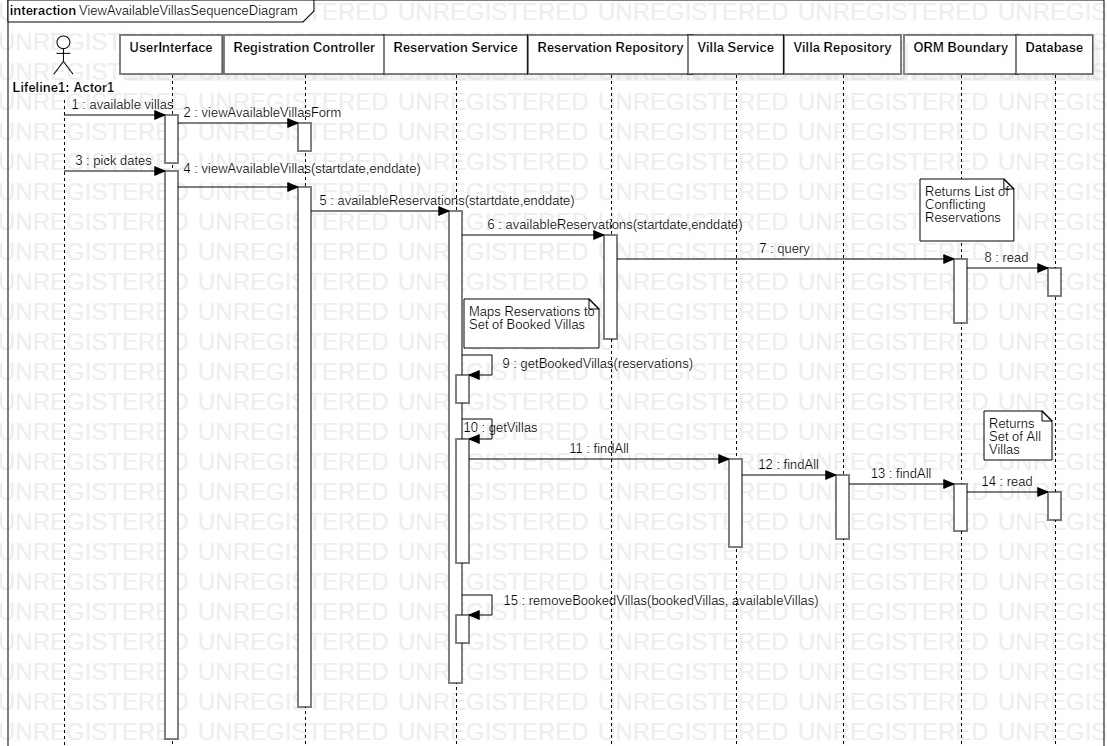 interaction ViewAvailableVillasSequenceDiagram
UserInterface
Registration Controller
Reservation Service
Reservation Repository
Villa Service
Villa Repository
ORM Boundary
Database
Lifeline1: Actor1
1 : available villas
2 : viewAvailableVillasForm
3 : pick dates
4 : viewAvailableVillas(startdate,enddate)
5 : availableReservations(startdate,enddate)
Returns List of
Conflicting
Reservations
6 : availableReservations(startdate,enddate)
7 : query
8 : read
Maps Reservations to
Set of Booked Villas
9 : getBookedVillas(reservations)
10 : getVillas
Returns
Set of All
Villas
11 : findAll
12 : findAll
13 : findAll
14 : read
15 : removeBookedVillas(bookedVillas, availableVillas)
UNREGISTERED